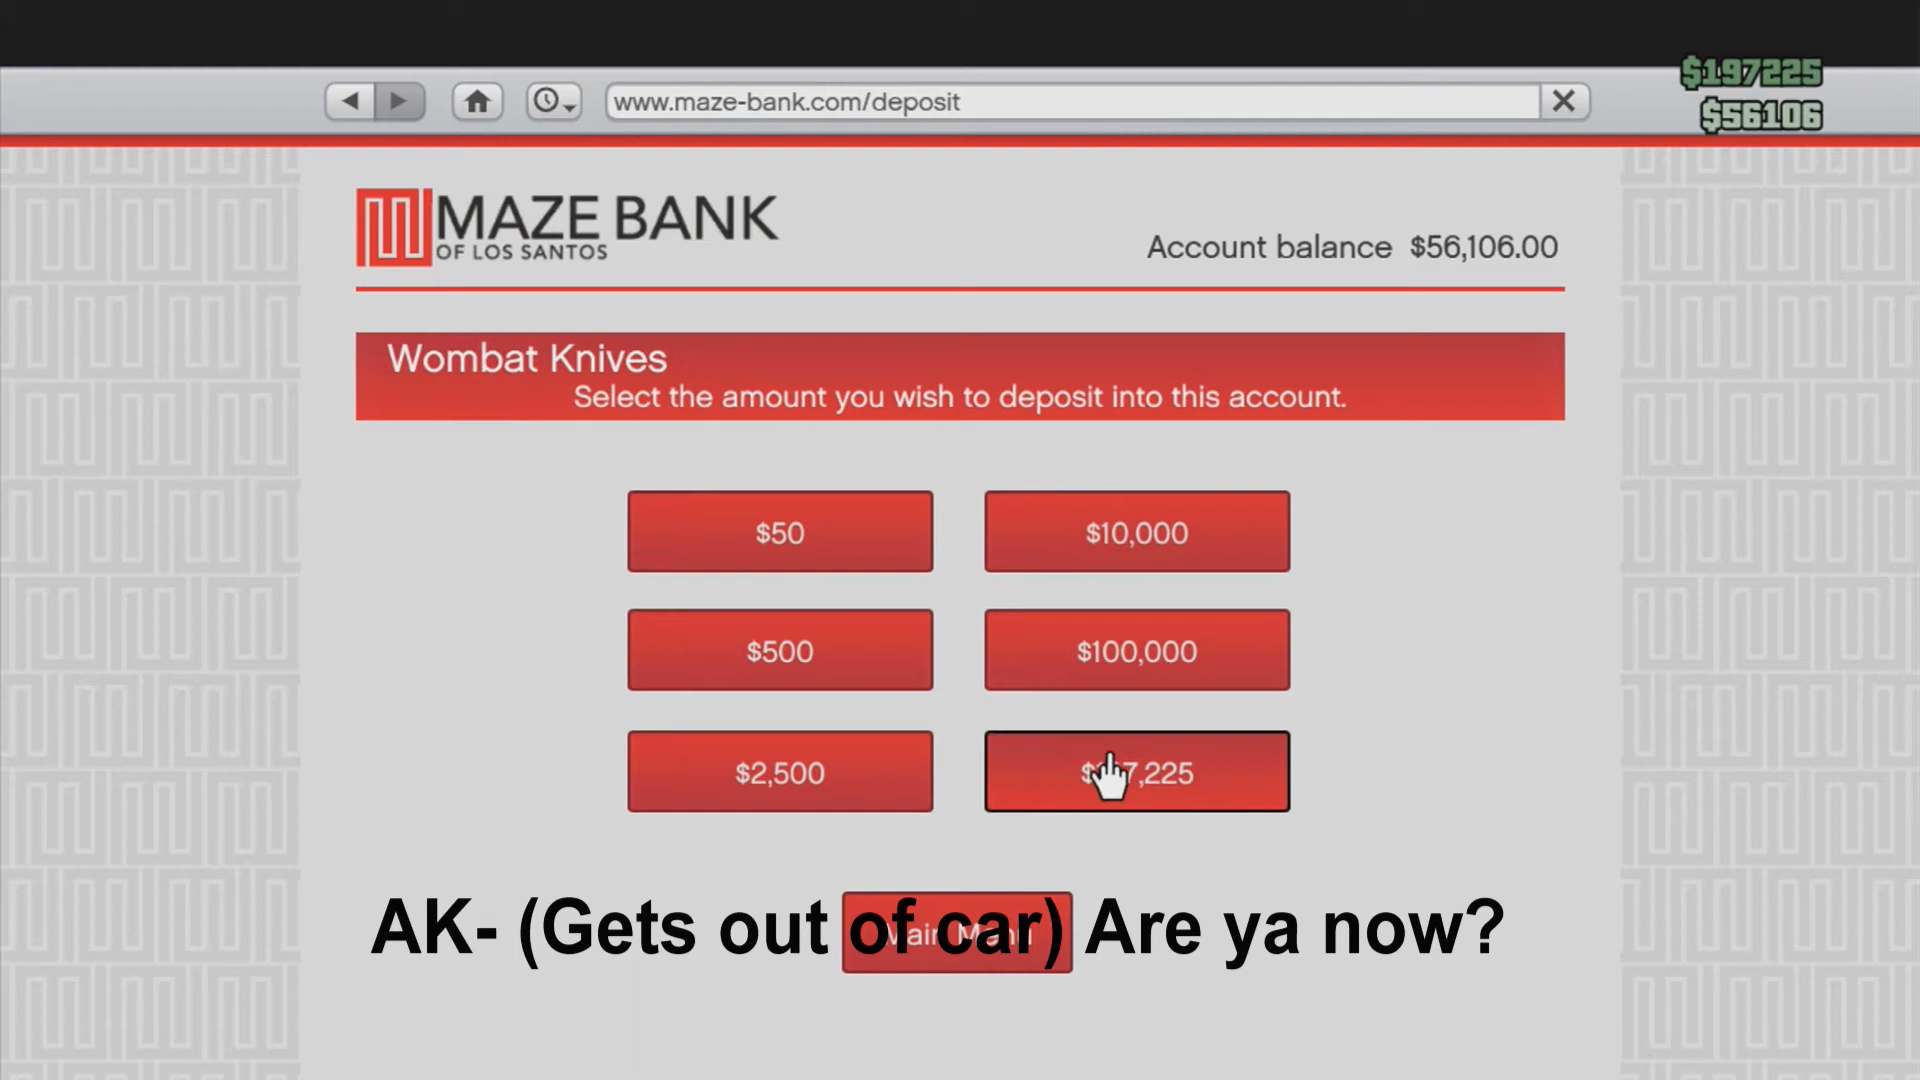 $197225
www.maze-bank.com/deposit
$56106
MAZE BANK
OF LOS SANTOS
Account balance $56,106.00
Wombat Knives
Select the amount you wish to deposit into this account.
$50
$10,000
$500
$100,000
$2,500
AK- (Gets out of car) Are ya now?
Main Menu